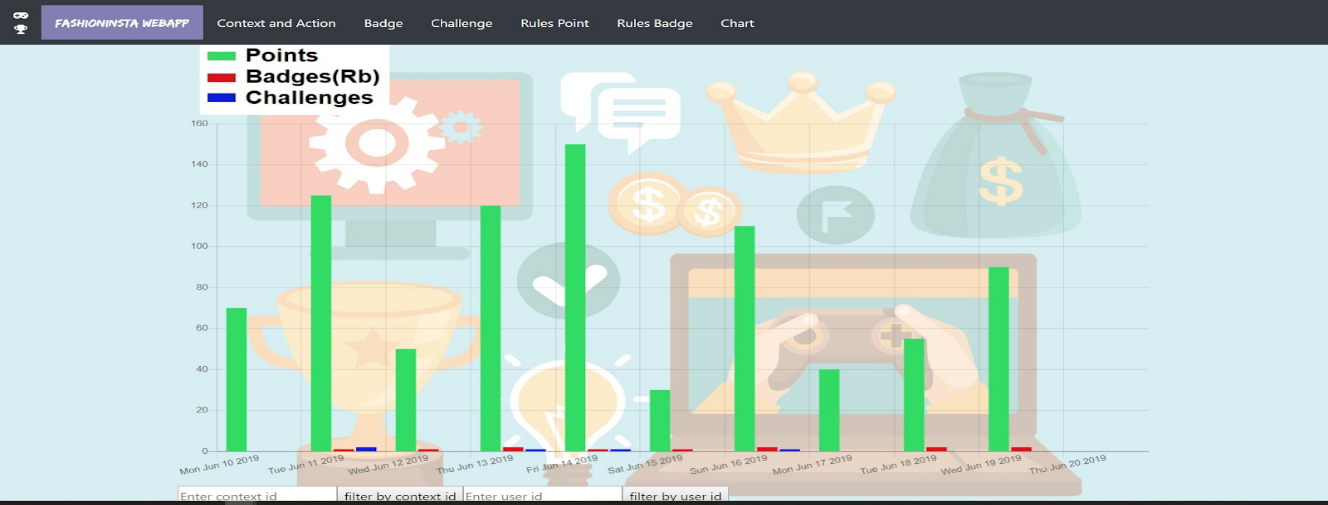 FASHIONINSTA WEBAPP Context and Action Badge Challenge Rules Point Rules Badge Chart
Points
Badges(Rb)
Challenges
160
140
120
100
80
60
40
20
0
Mon Jun 10 2019 Tue Jun 11 2019 Wed Jun 12 2019 Thu Jun 13 2019 Fri Jun 14 2019 Sat Jun 15 2019 Sun Jun 16 2019 Mon Jun 17 2019 Tue Jun 18 2019 Wed Jun 19 2019 Thu Jun 20 2019
Enter context id filter by context id Enter user id filter by user id